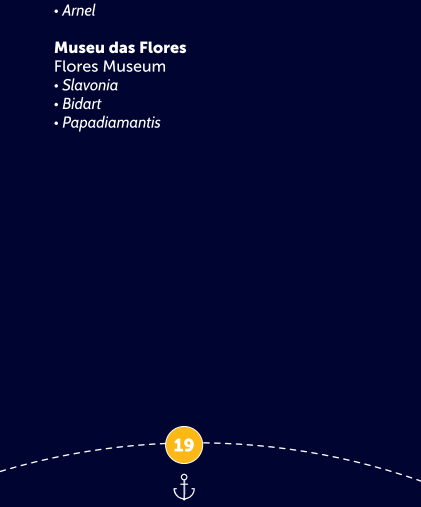 • Arnel
Museu das Flores
Flores Museum
• Slavonia
• Bidart
• Papadiamantis
19